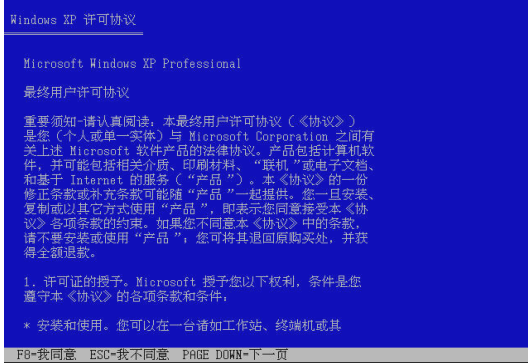 Windows XP 许可协议
Microsoft Windows XP Professional
最终用户许可协议
重要须知-请认真阅读：本最终用户许可协议（《协议》）
是您（个人或单一实体）与 Microsoft Corporation 之间有
关上述 Microsoft 软件产品的法律协议。产品包括计算机软
件，并可能包括相关介质、印刷材料、“联机”或电子文档、
和基于 Internet 的服务（“产品”）。本《协议》的一份
修正条款或补充条款可能随“产品”一起提供。您一旦安装、
复制或以其它方式使用“产品”，即表示您同意接受本《协
议》各项条款的约束。如果您不同意本《协议》中的条款，
请不要安装或使用“产品”；您可将其退回原购买处，并获
得全额退款。
1. 许可证的授予。Microsoft 授予您以下权利，条件是您
遵守本《协议》的各项条款和条件：
* 安装和使用。您可以在一台诸如工作站、终端机或其
F8=我同意 ESC=我不同意 PAGE DOWN=下一页